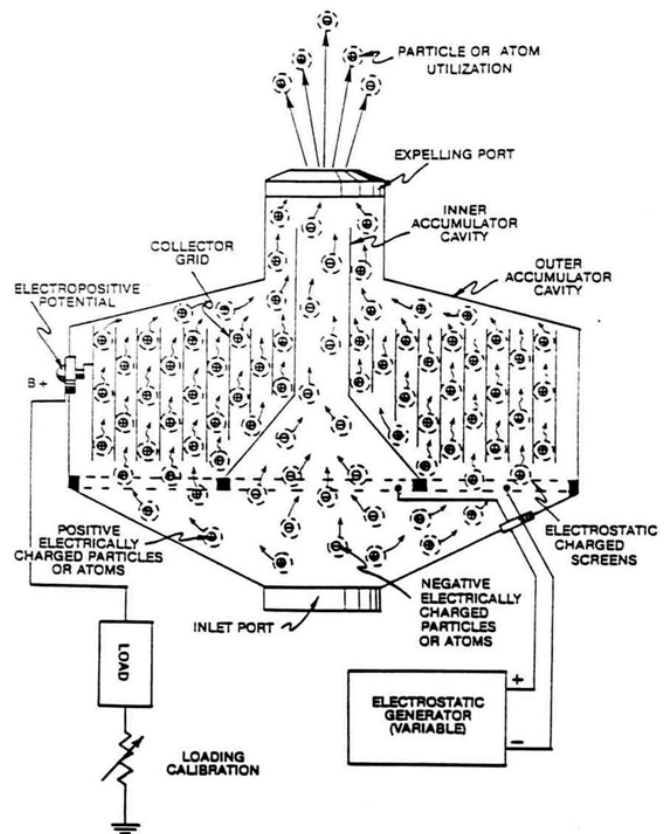 PARTICLE OR ATOM
UTILIZATION
EXPELLING PORT
INNER
ACCUMULATOR
CAVITY
COLLECTOR
GRID
OUTER
ACCUMULATOR
CAVITY
ELECTROPOSITIVE
POTENTIAL
B+
POSITIVE
ELECTRICALLY
CHARGED PARTICLES
OR ATOMS
ELECTROSTATIC
CHARGED
SCREENS
NEGATIVE
ELECTRICALLY
CHARGED
PARTICLES
OR ATOMS
INLET PORT
LOAD
+
ELECTROSTATIC
GENERATOR
(VARIABLE)
−
LOADING
CALIBRATION